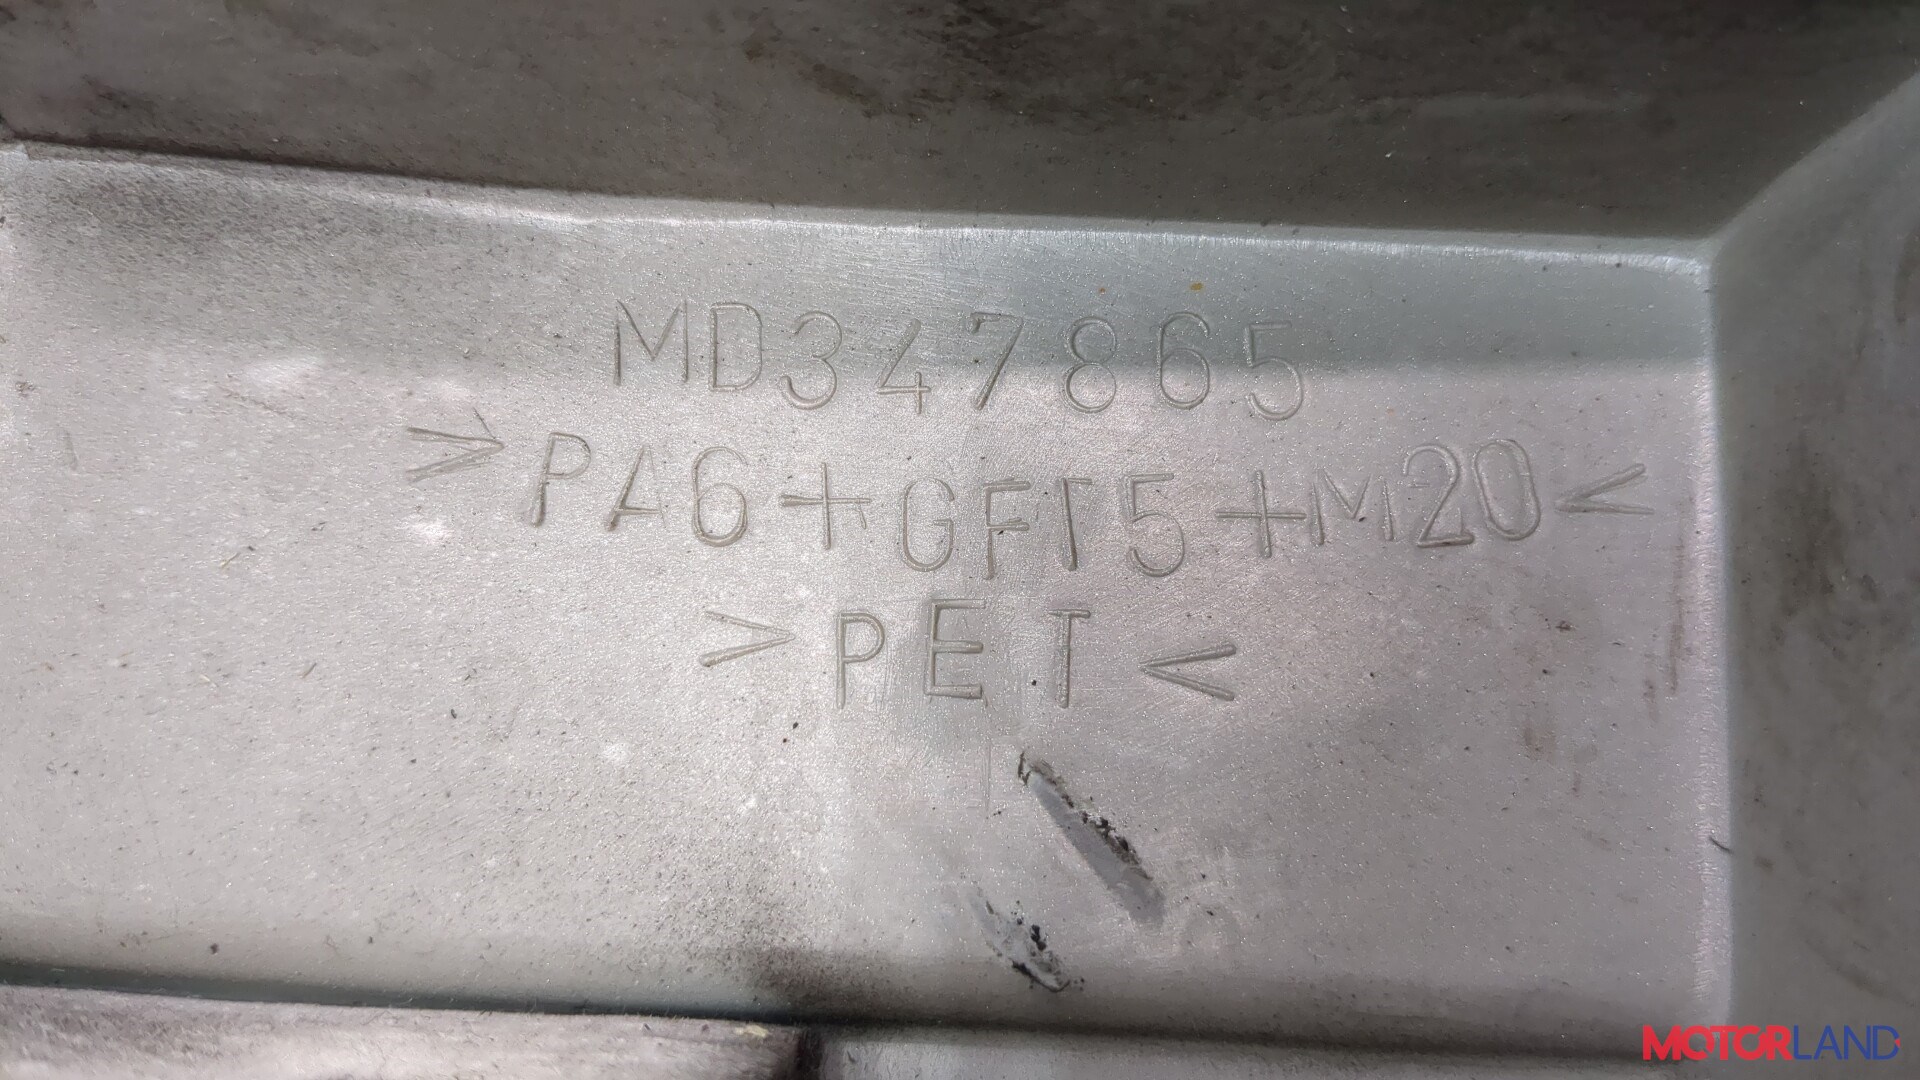 MD347865
>PA6+GF15+M20<
>PET<
MOTORLAND